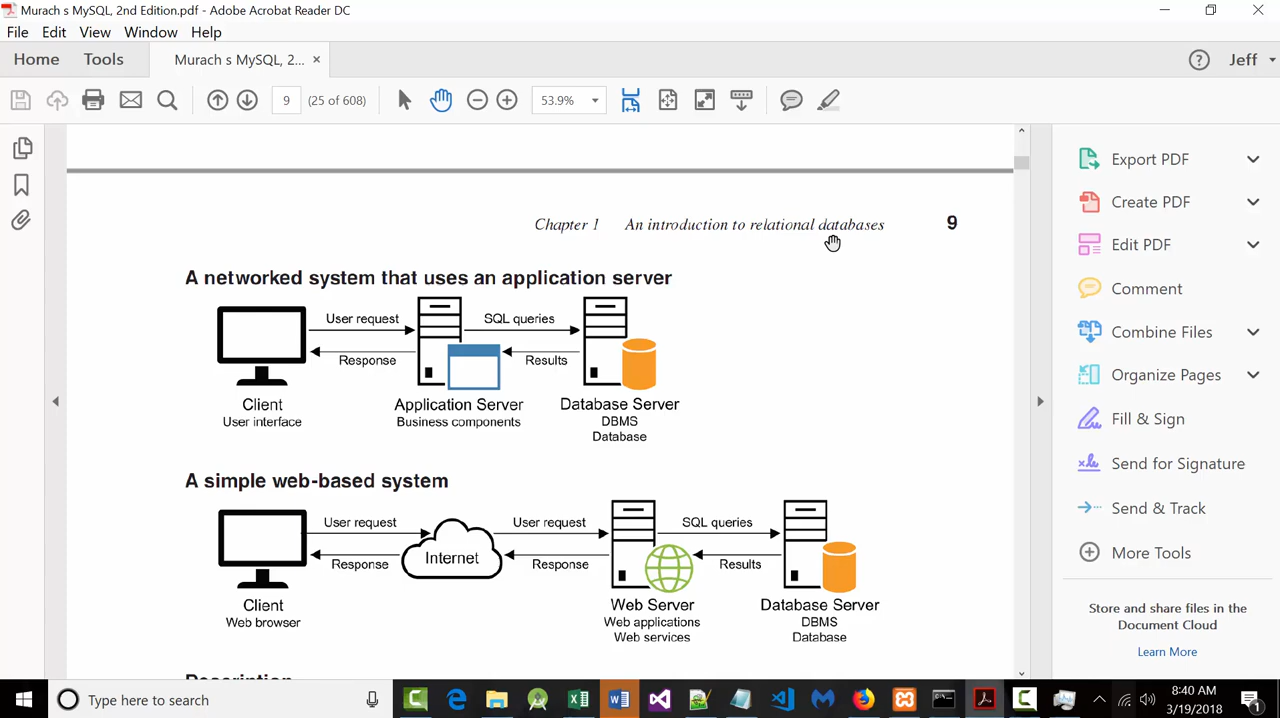 Murach s MySQL, 2nd Edition.pdf - Adobe Acrobat Reader DC
File Edit View Window Help
Home Tools Murach s MySQL, 2... × ? Jeff
9 (25 of 608) 53.9%
Chapter 1 An introduction to relational databases 9
A networked system that uses an application server
User request SQL queries
Response Results
Client Application Server Database Server
User interface Business components DBMS
Database
A simple web-based system
User request User request SQL queries
Internet
Response Response Results
Client Web Server Database Server
Web browser Web applications DBMS
Web services Database
Description
Export PDF
Create PDF
Edit PDF
Comment
Combine Files
Organize Pages
Fill & Sign
Send for Signature
Send & Track
More Tools
Store and share files in the
Document Cloud
Learn More
Type here to search
8:40 AM
3/19/2018
1